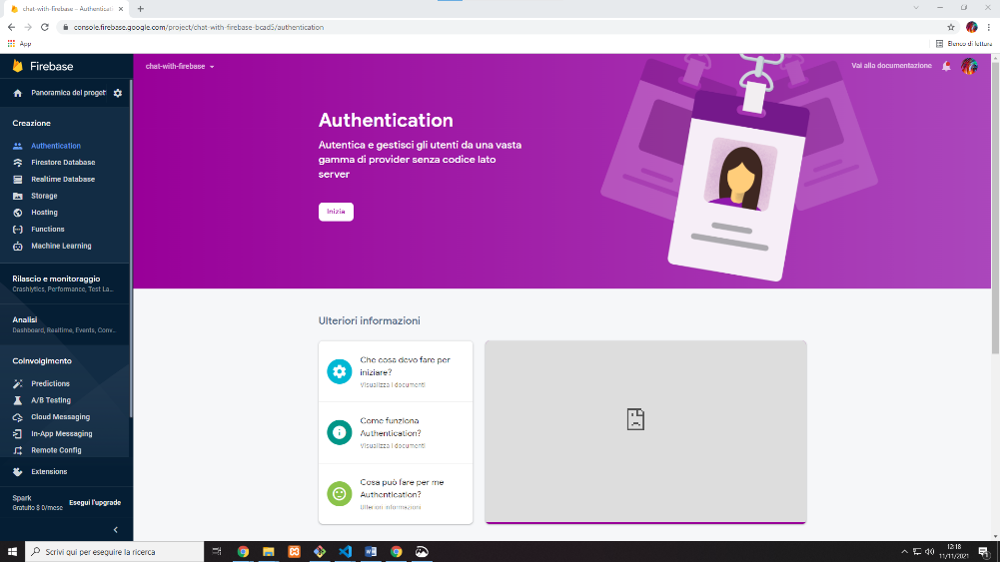 chat-with-firebase – Authenticati
console.firebase.google.com/project/chat-with-firebase-bcad5/authentication
App
Elenco di lettura
Firebase
chat-with-firebase
Vai alla documentazione
Panoramica del proget
Creazione
Authentication
Firestore Database
Realtime Database
Storage
Hosting
Functions
Machine Learning
Rilascio e monitoraggio
Crashlytics, Performance, Test La...
Analisi
Dashboard, Realtime, Events, Conv...
Coinvolgimento
Predictions
A/B Testing
Cloud Messaging
In-App Messaging
Remote Config
Extensions
Spark
Gratuito $ 0/mese
Esegui l'upgrade
Authentication
Autentica e gestisci gli utenti da una vasta
gamma di provider senza codice lato
server
Inizia
Ulteriori informazioni
Che cosa devo fare per
iniziare?
Visualizza i documenti
Come funziona
Authentication?
Visualizza i documenti
Cosa può fare per me
Authentication?
Ulteriori informazioni
Scrivi qui per eseguire la ricerca
12:18
11/11/2021